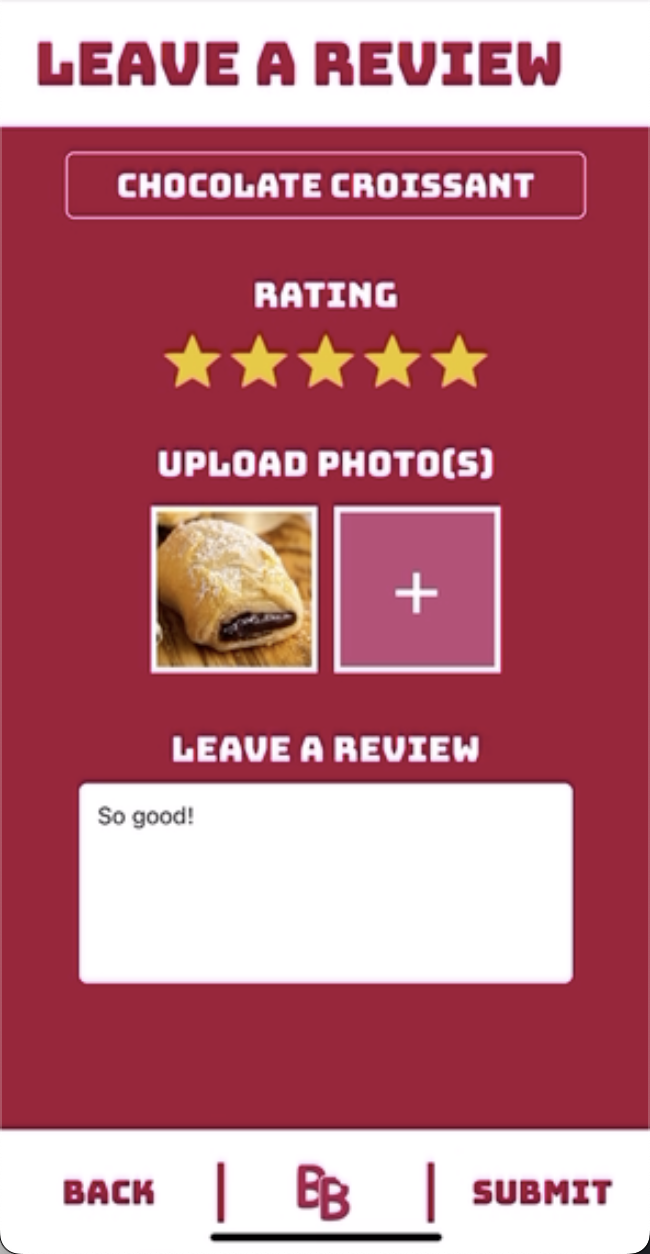 LEAVE A REVIEW
CHOCOLATE CROISSANT
RATING
UPLOAD PHOTO(S)
+
LEAVE A REVIEW
So good!
BACK | BB | SUBMIT